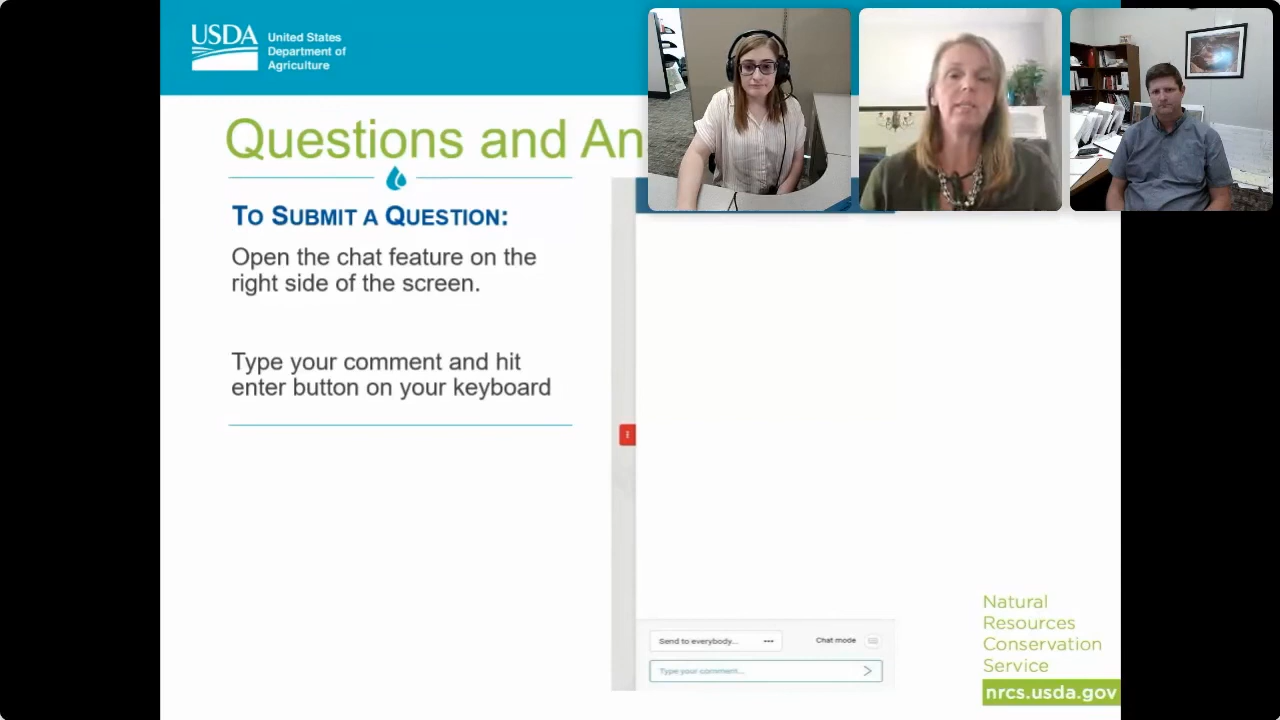 USDA
United States
Department of
Agriculture
Questions and An
TO SUBMIT A QUESTION:
Open the chat feature on the
right side of the screen.
Type your comment and hit
enter button on your keyboard
Send to everybody...
Chat mode
Type your comment...
Natural
Resources
Conservation
Service
nrcs.usda.gov